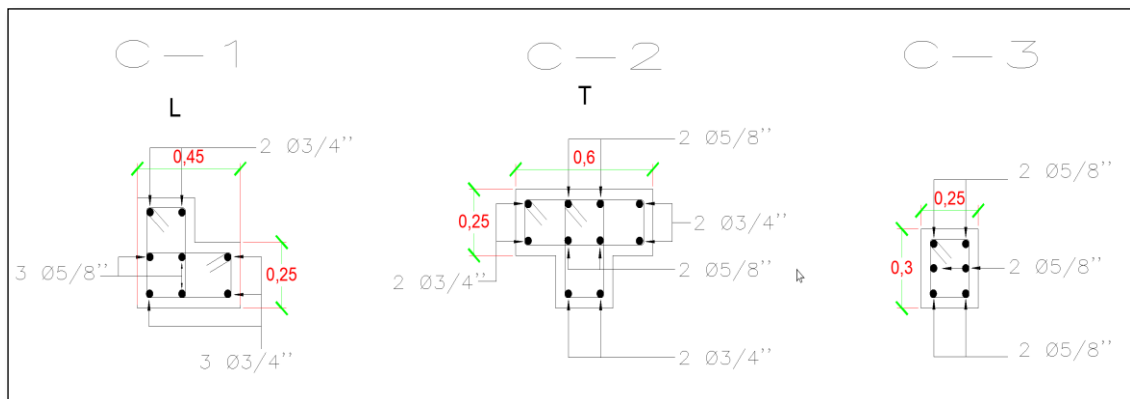 C-1
L
2 Ø3/4''
0,45
3 Ø5/8''
0,25
3 Ø3/4''
C-2
T
2 Ø5/8''
0,6
0,25
2 Ø3/4''
2 Ø5/8''
2 Ø3/4''
2 Ø3/4''
C-3
2 Ø5/8''
0,25
0,3
2 Ø5/8''
2 Ø5/8''